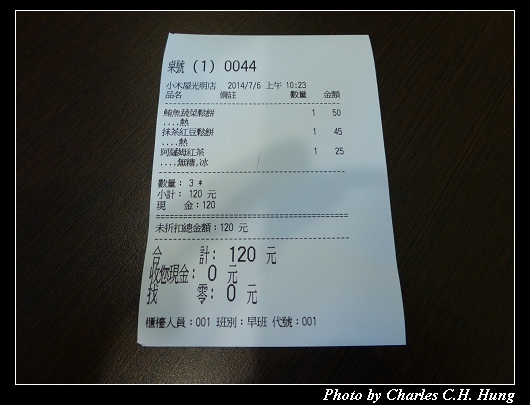 桌號 (1) 0044
小木屋光明店 2014/7/6 上午 10:23
品名 備註 數量 金額
鮪魚蔬菜鬆餅 1 50
....熱
抹茶紅豆鬆餅 1 45
....熱
阿薩姆紅茶 1 25
....無糖,冰
數量: 3 *
小計: 120 元
現 金:120
未折扣總金額:120 元
合 計: 120 元
收您現金: 0 元
找 零: 0 元
櫃檯人員:001 班別:早班 代號:001
Photo by Charles C.H. Hung